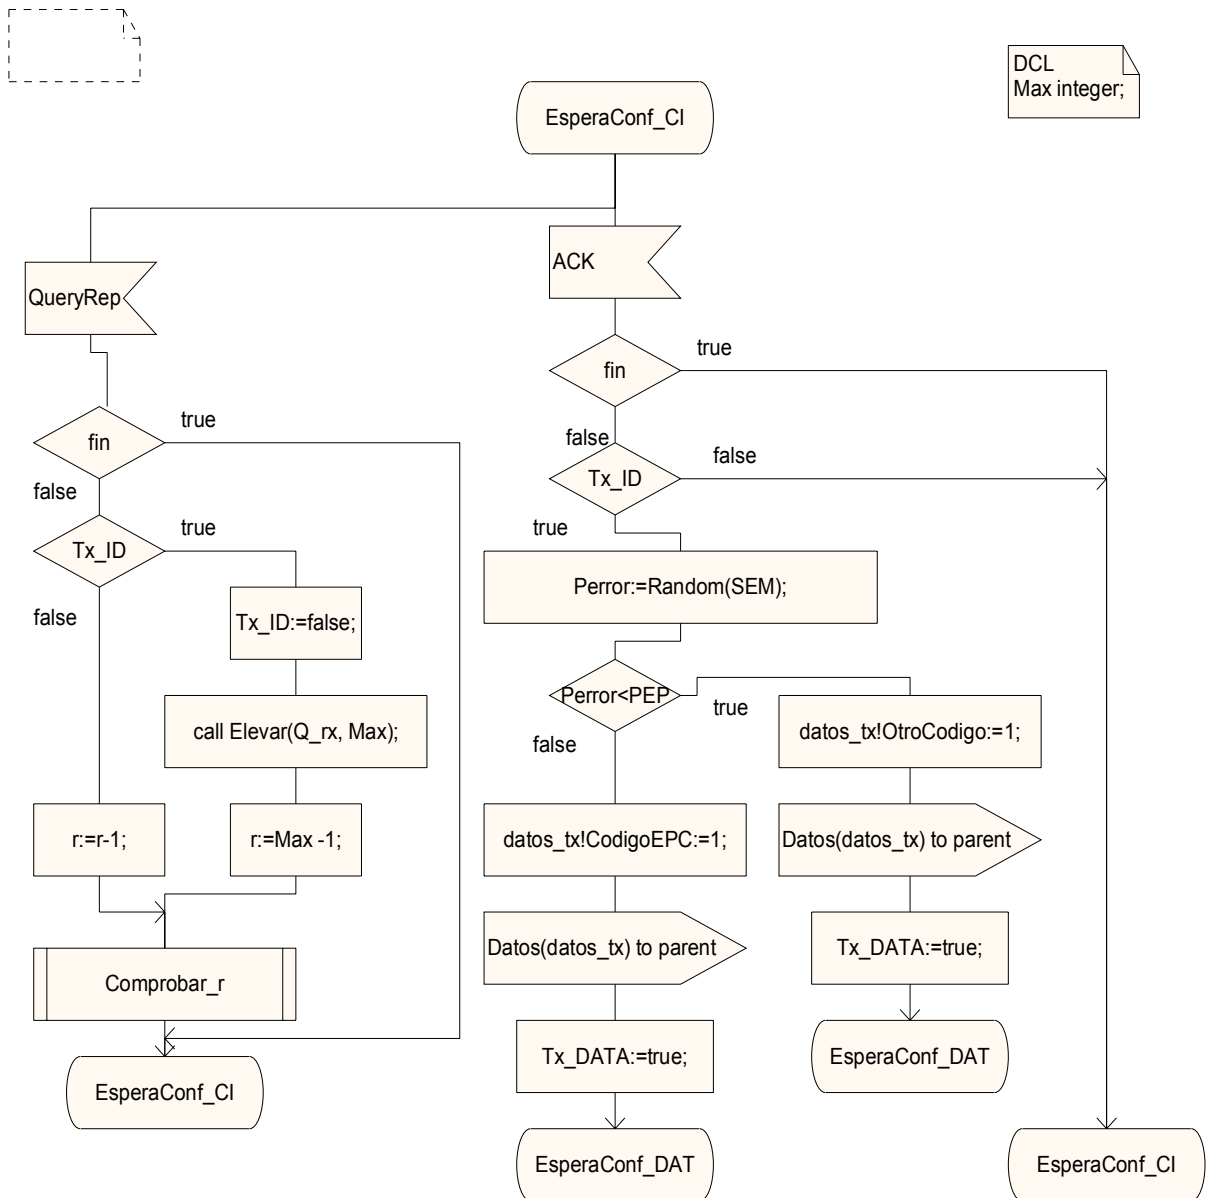 DCL
Max integer;
EsperaConf_CI
ACK
QueryRep
true
fin
true
fin
false
false
Tx_ID
false
true
Tx_ID
true
false
Perror:=Random(SEM);
Tx_ID:=false;
Perror<PEP
true
false
call Elevar(Q_rx, Max);
datos_tx!OtroCodigo:=1;
r:=r-1;
r:=Max -1;
datos_tx!CodigoEPC:=1;
Datos(datos_tx) to parent
Datos(datos_tx) to parent
Tx_DATA:=true;
Comprobar_r
Tx_DATA:=true;
EsperaConf_DAT
EsperaConf_CI
EsperaConf_DAT
EsperaConf_CI